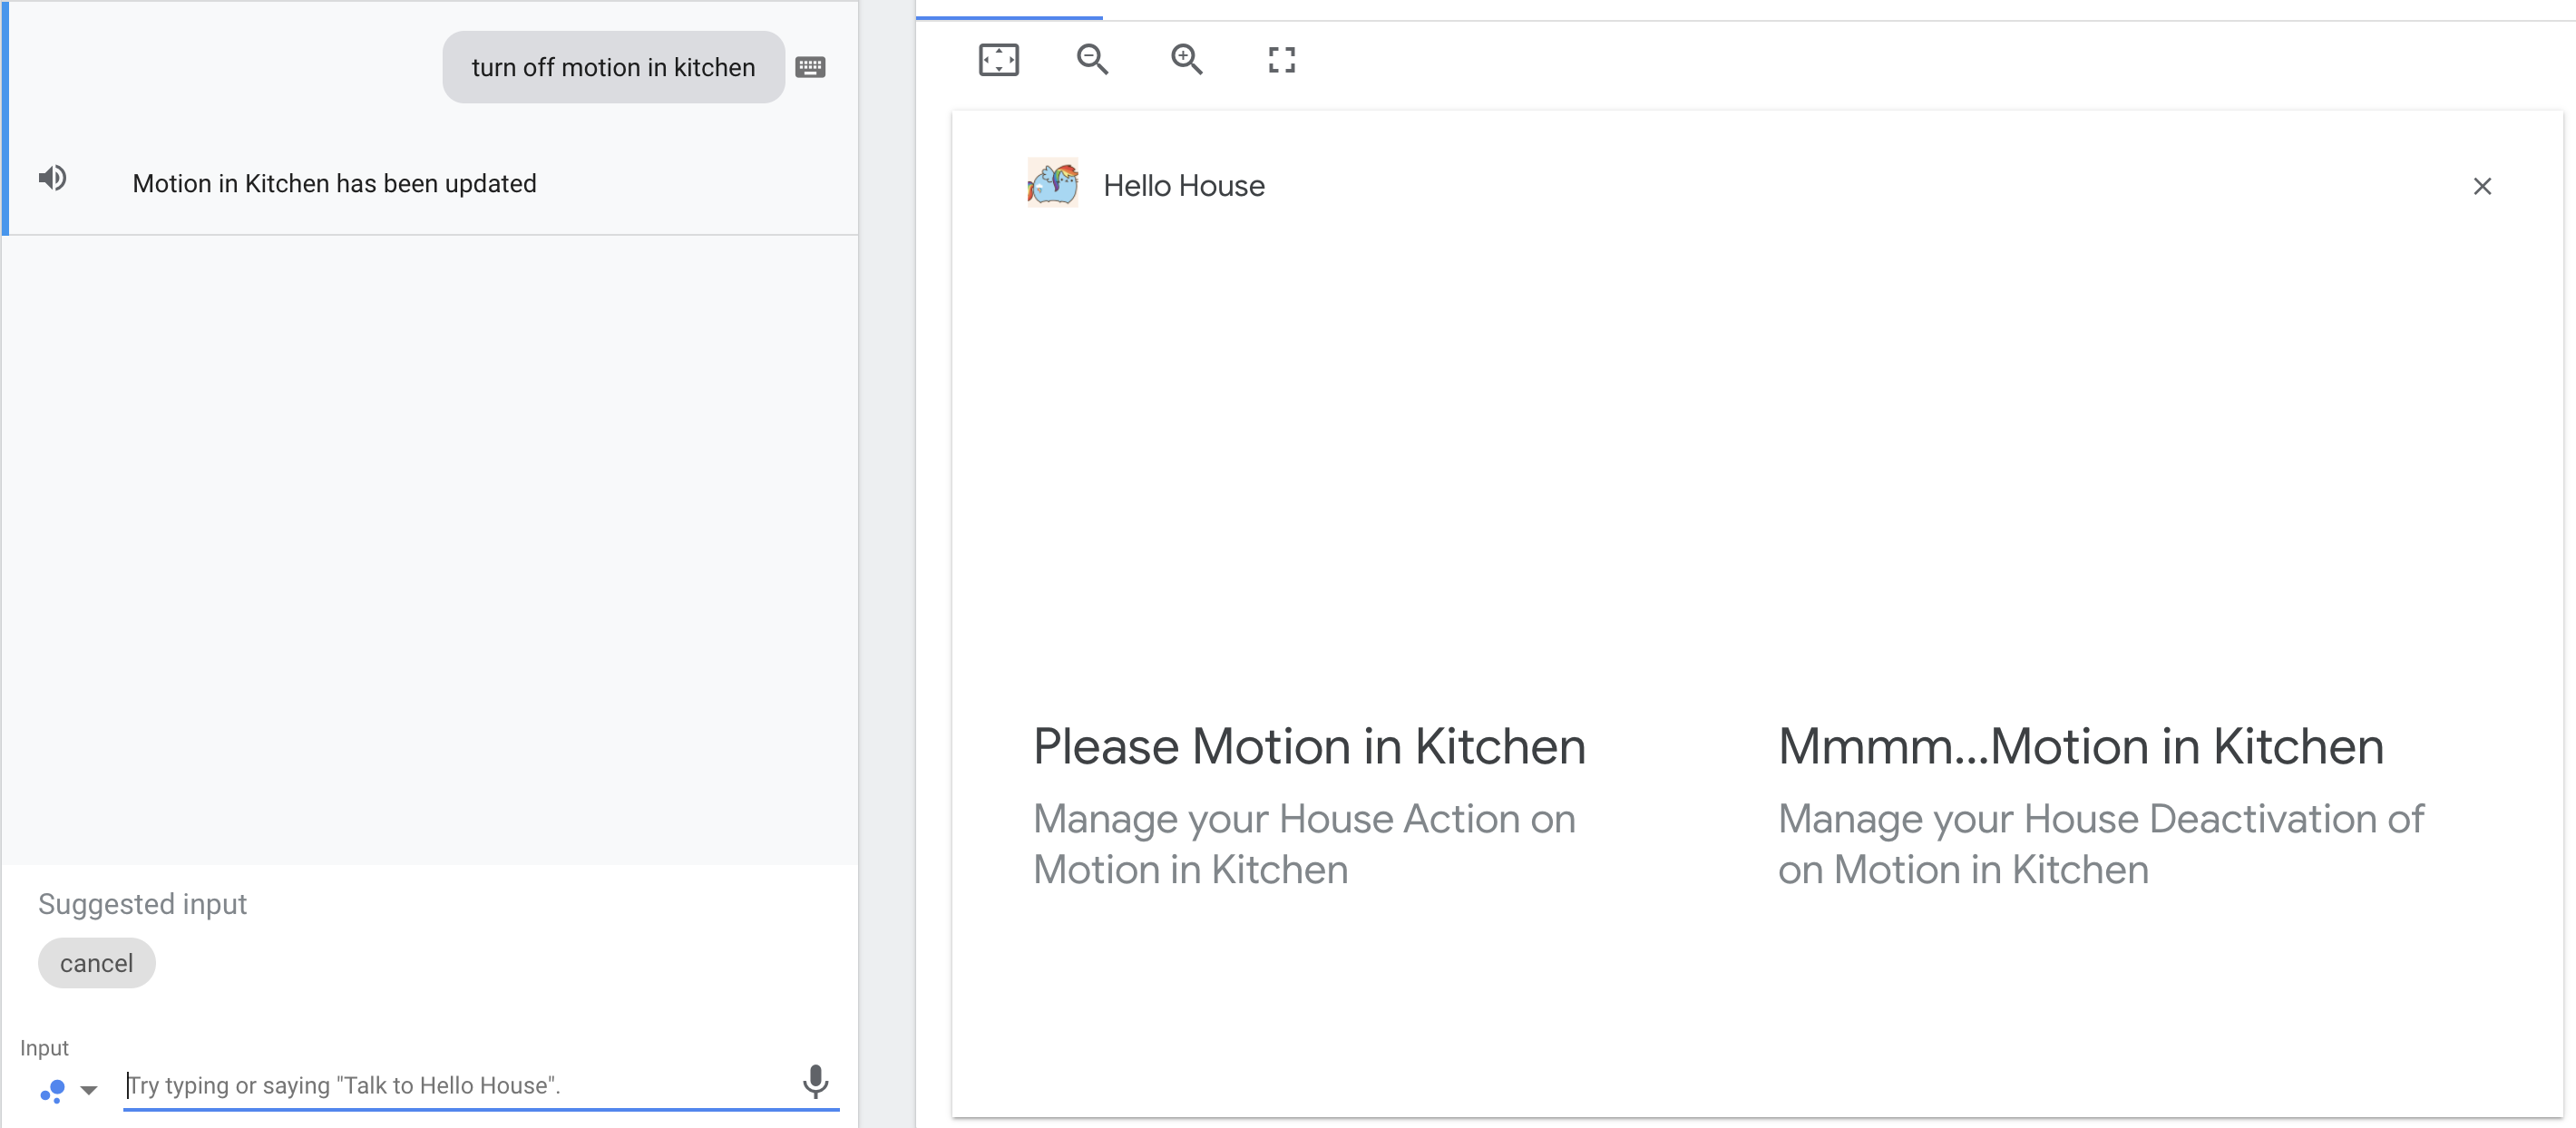 turn off motion in kitchen
Motion in Kitchen has been updated
Suggested input
cancel
Input
Try typing or saying "Talk to Hello House".
Hello House
Please Motion in Kitchen
Manage your House Action on
Motion in Kitchen
Mmmm...Motion in Kitchen
Manage your House Deactivation of
on Motion in Kitchen